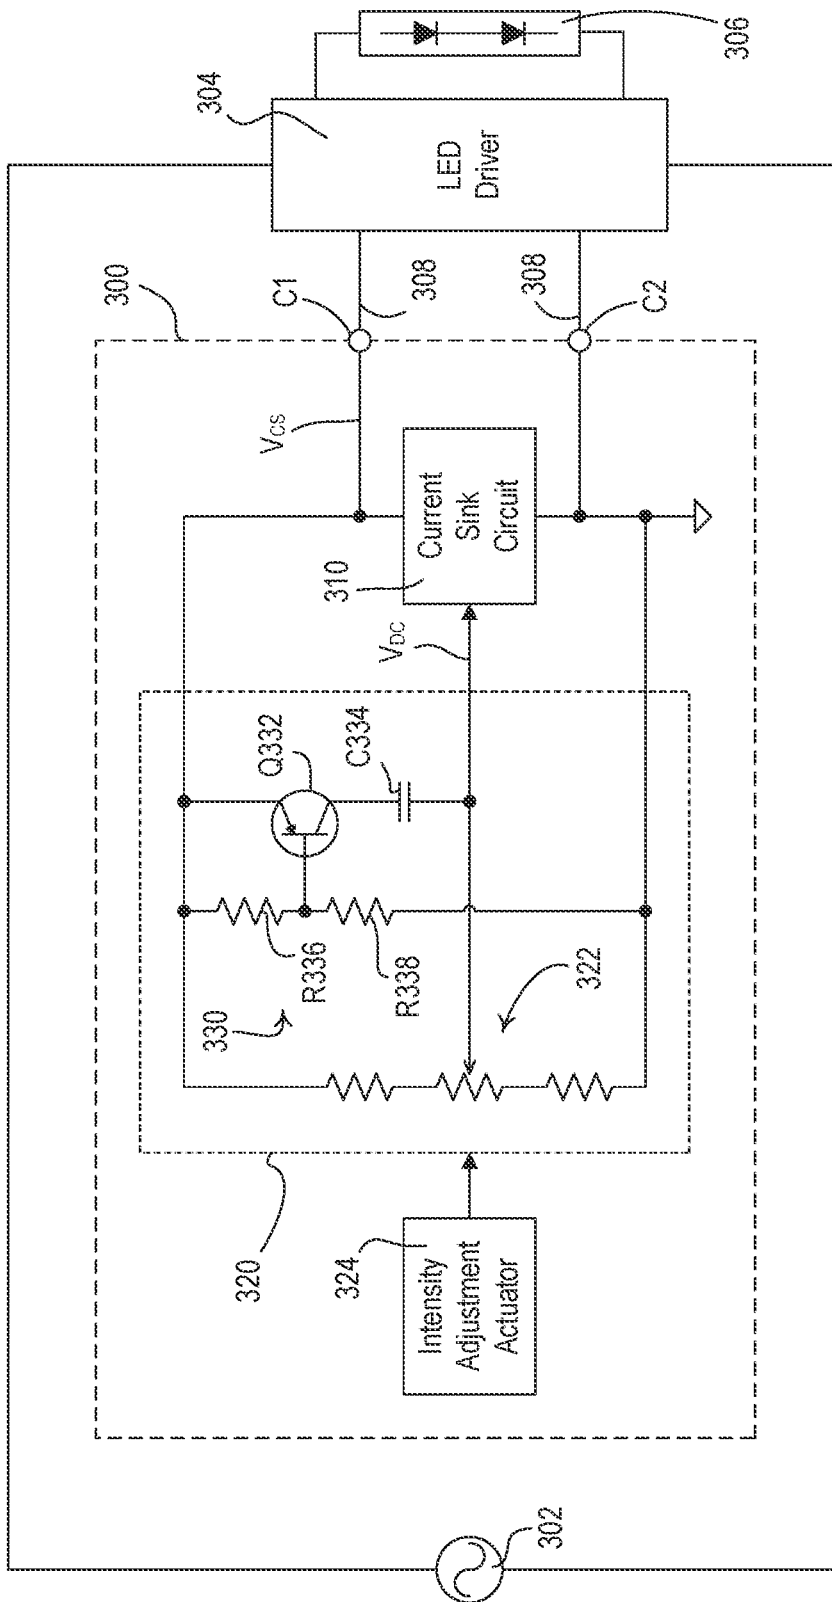 304
LED
Driver
306
300
C1
308
308
C2
VCS
310
Current
Sink
Circuit
VDC
Q332
C334
R336
R338
330
322
320
324
Intensity
Adjustment
Actuator
302